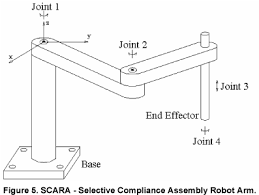 Joint 1
z
y
x
Joint 2
Joint 3
End Effector
Joint 4
Base
Figure 5. SCARA - Selective Compliance Assembly Robot Arm.